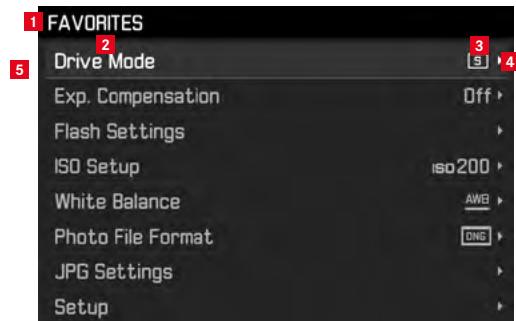 1 FAVORITES
2 3
Drive Mode S 4
5
Exp. Compensation Off
Flash Settings
ISO Setup ISO200
White Balance AWB
Photo File Format DNG
JPG Settings
Setup